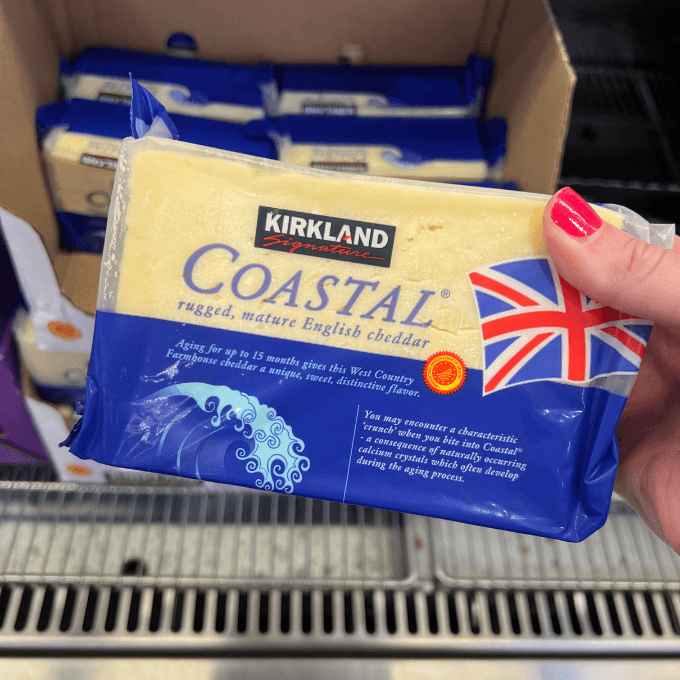 KIRKLAND
Signature
COASTAL®
rugged, mature English cheddar
Aging for up to 15 months gives this West Country
Farmhouse cheddar a unique, sweet, distinctive flavor.
You may encounter a characteristic
'crunch' when you bite into Coastal®
- a consequence of naturally occurring
calcium crystals which often develop
during the aging process.